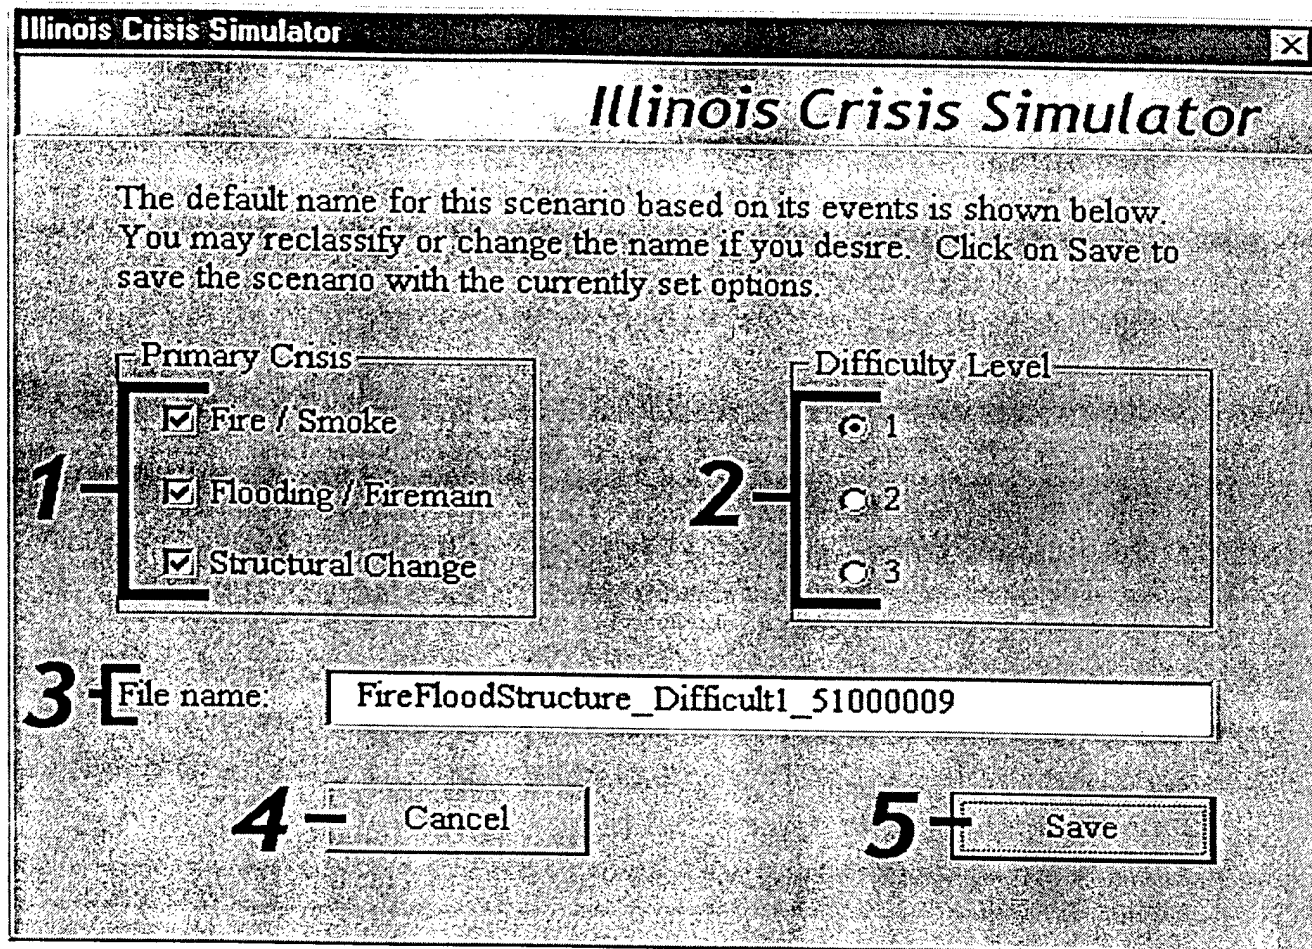 Illinois Crisis Simulator
Illinois Crisis Simulator
The default name for this scenario based on its events is shown below.
You may reclassify or change the name if you desire. Click on Save to
save the scenario with the currently set options.
Primary Crisis
Difficulty Level
1
Fire / Smoke
Flooding / Firemain
Structural Change
2
1
2
3
3
File name:
FireFloodStructure_Difficult1_51000009
4
Cancel
5
Save